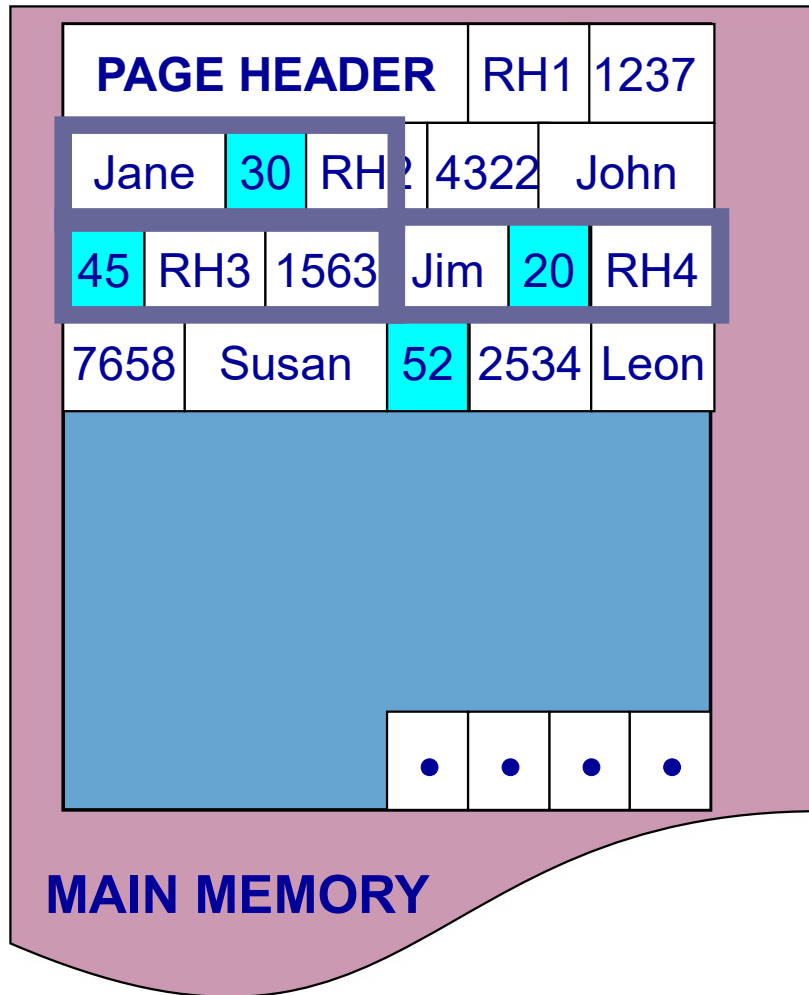 PAGE HEADER RH1 1237
Jane 30 RH2 4322 John
45 RH3 1563 Jim 20 RH4
7658 Susan 52 2534 Leon
• • • •
MAIN MEMORY